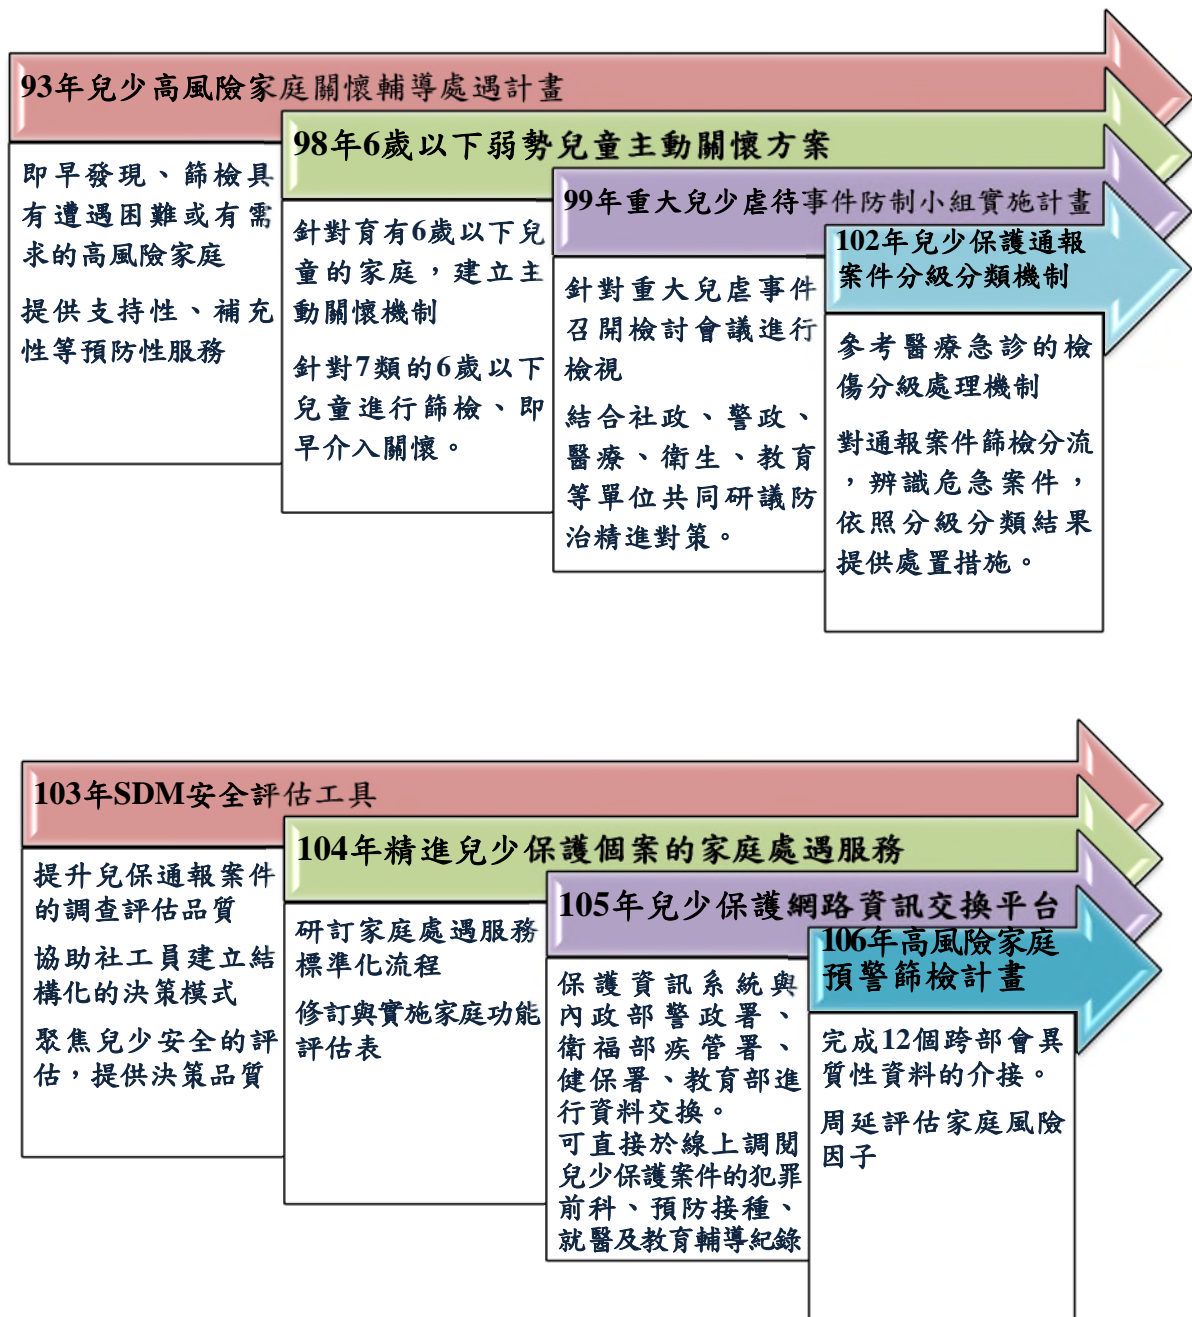 93年兒少高風險家庭關懷輔導處遇計畫
即早發現、篩檢具
有遭遇困難或有需
求的高風險家庭
提供支持性、補充
性等預防性服務
98年6歲以下弱勢兒童主動關懷方案
針對育有6歲以下兒
童的家庭，建立主
動關懷機制
針對7類的6歲以下
兒童進行篩檢、即
早介入關懷。
99年重大兒少虐待事件防制小組實施計畫
針對重大兒虐事件
召開檢討會議進行
檢視
結合社政、警政、
醫療、衛生、教育
等單位共同研議防
治精進對策。
102年兒少保護通報
案件分級分類機制
參考醫療急診的檢
傷分級處理機制
對通報案件篩檢分流
，辨識危急案件，
依照分級分類結果
提供處置措施。
103年SDM安全評估工具
提升兒保通報案件
的調查評估品質
協助社工員建立結
構化的決策模式
聚焦兒少安全的評
估，提供決策品質
104年精進兒少保護個案的家庭處遇服務
研訂家庭處遇服務
標準化流程
修訂與實施家庭功能
評估表
105年兒少保護網路資訊交換平台
保護資訊系統與
內政部警政署、
衛福部疾管署、
健保署、教育部進
行資料交換。
可直接於線上調閱
兒少保護案件的犯罪
前科、預防接種、
就醫及教育輔導紀錄
106年高風險家庭
預警篩檢計畫
完成12個跨部會異
質性資料的介接。
周延評估家庭風險
因子